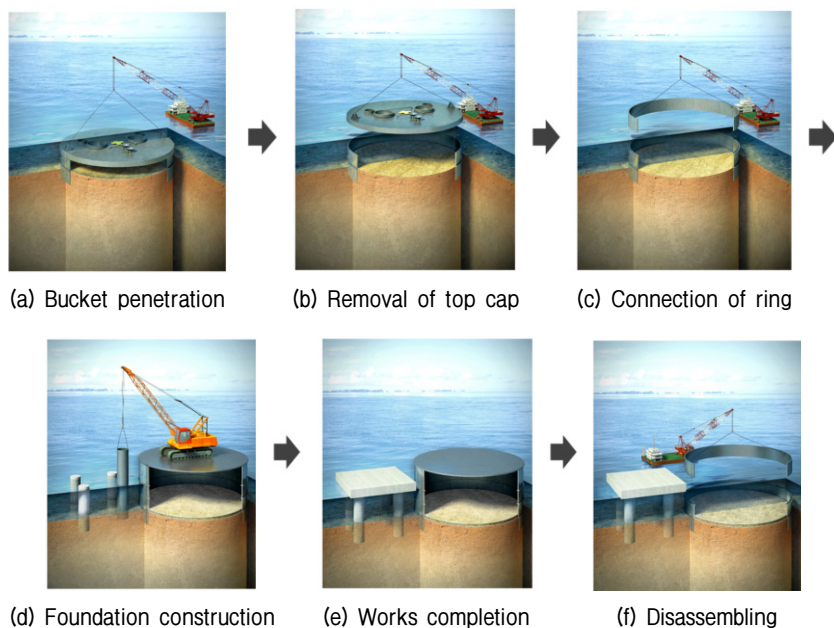 (a) Bucket penetration
(b) Removal of top cap
(c) Connection of ring
(d) Foundation construction
(e) Works completion
(f) Disassembling